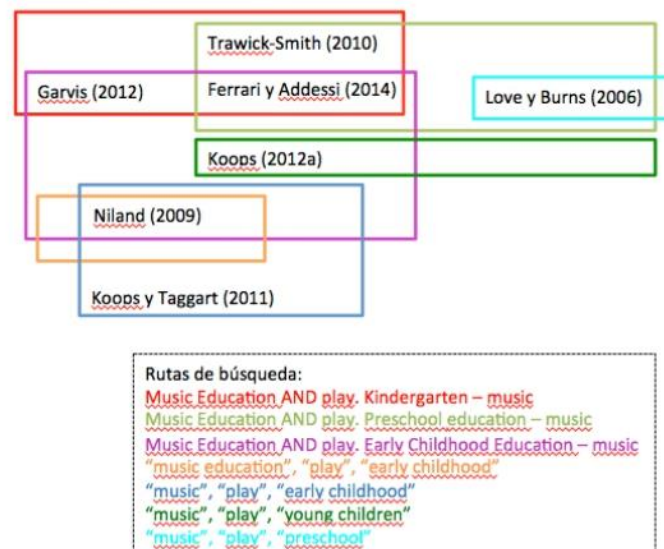 Trawick-Smith (2010)
Garvis (2012)
Ferrari y Addessi (2014)
Love y Burns (2006)
Koops (2012a)
Niland (2009)
Koops y Taggart (2011)
Rutas de búsqueda:
Music Education AND play. Kindergarten – music
Music Education AND play. Preschool education – music
Music Education AND play. Early Childhood Education – music
“music education”, “play”, “early childhood”
“music”, “play”, “early childhood”
“music”, “play”, “young children”
“music”, “play”, “preschool”